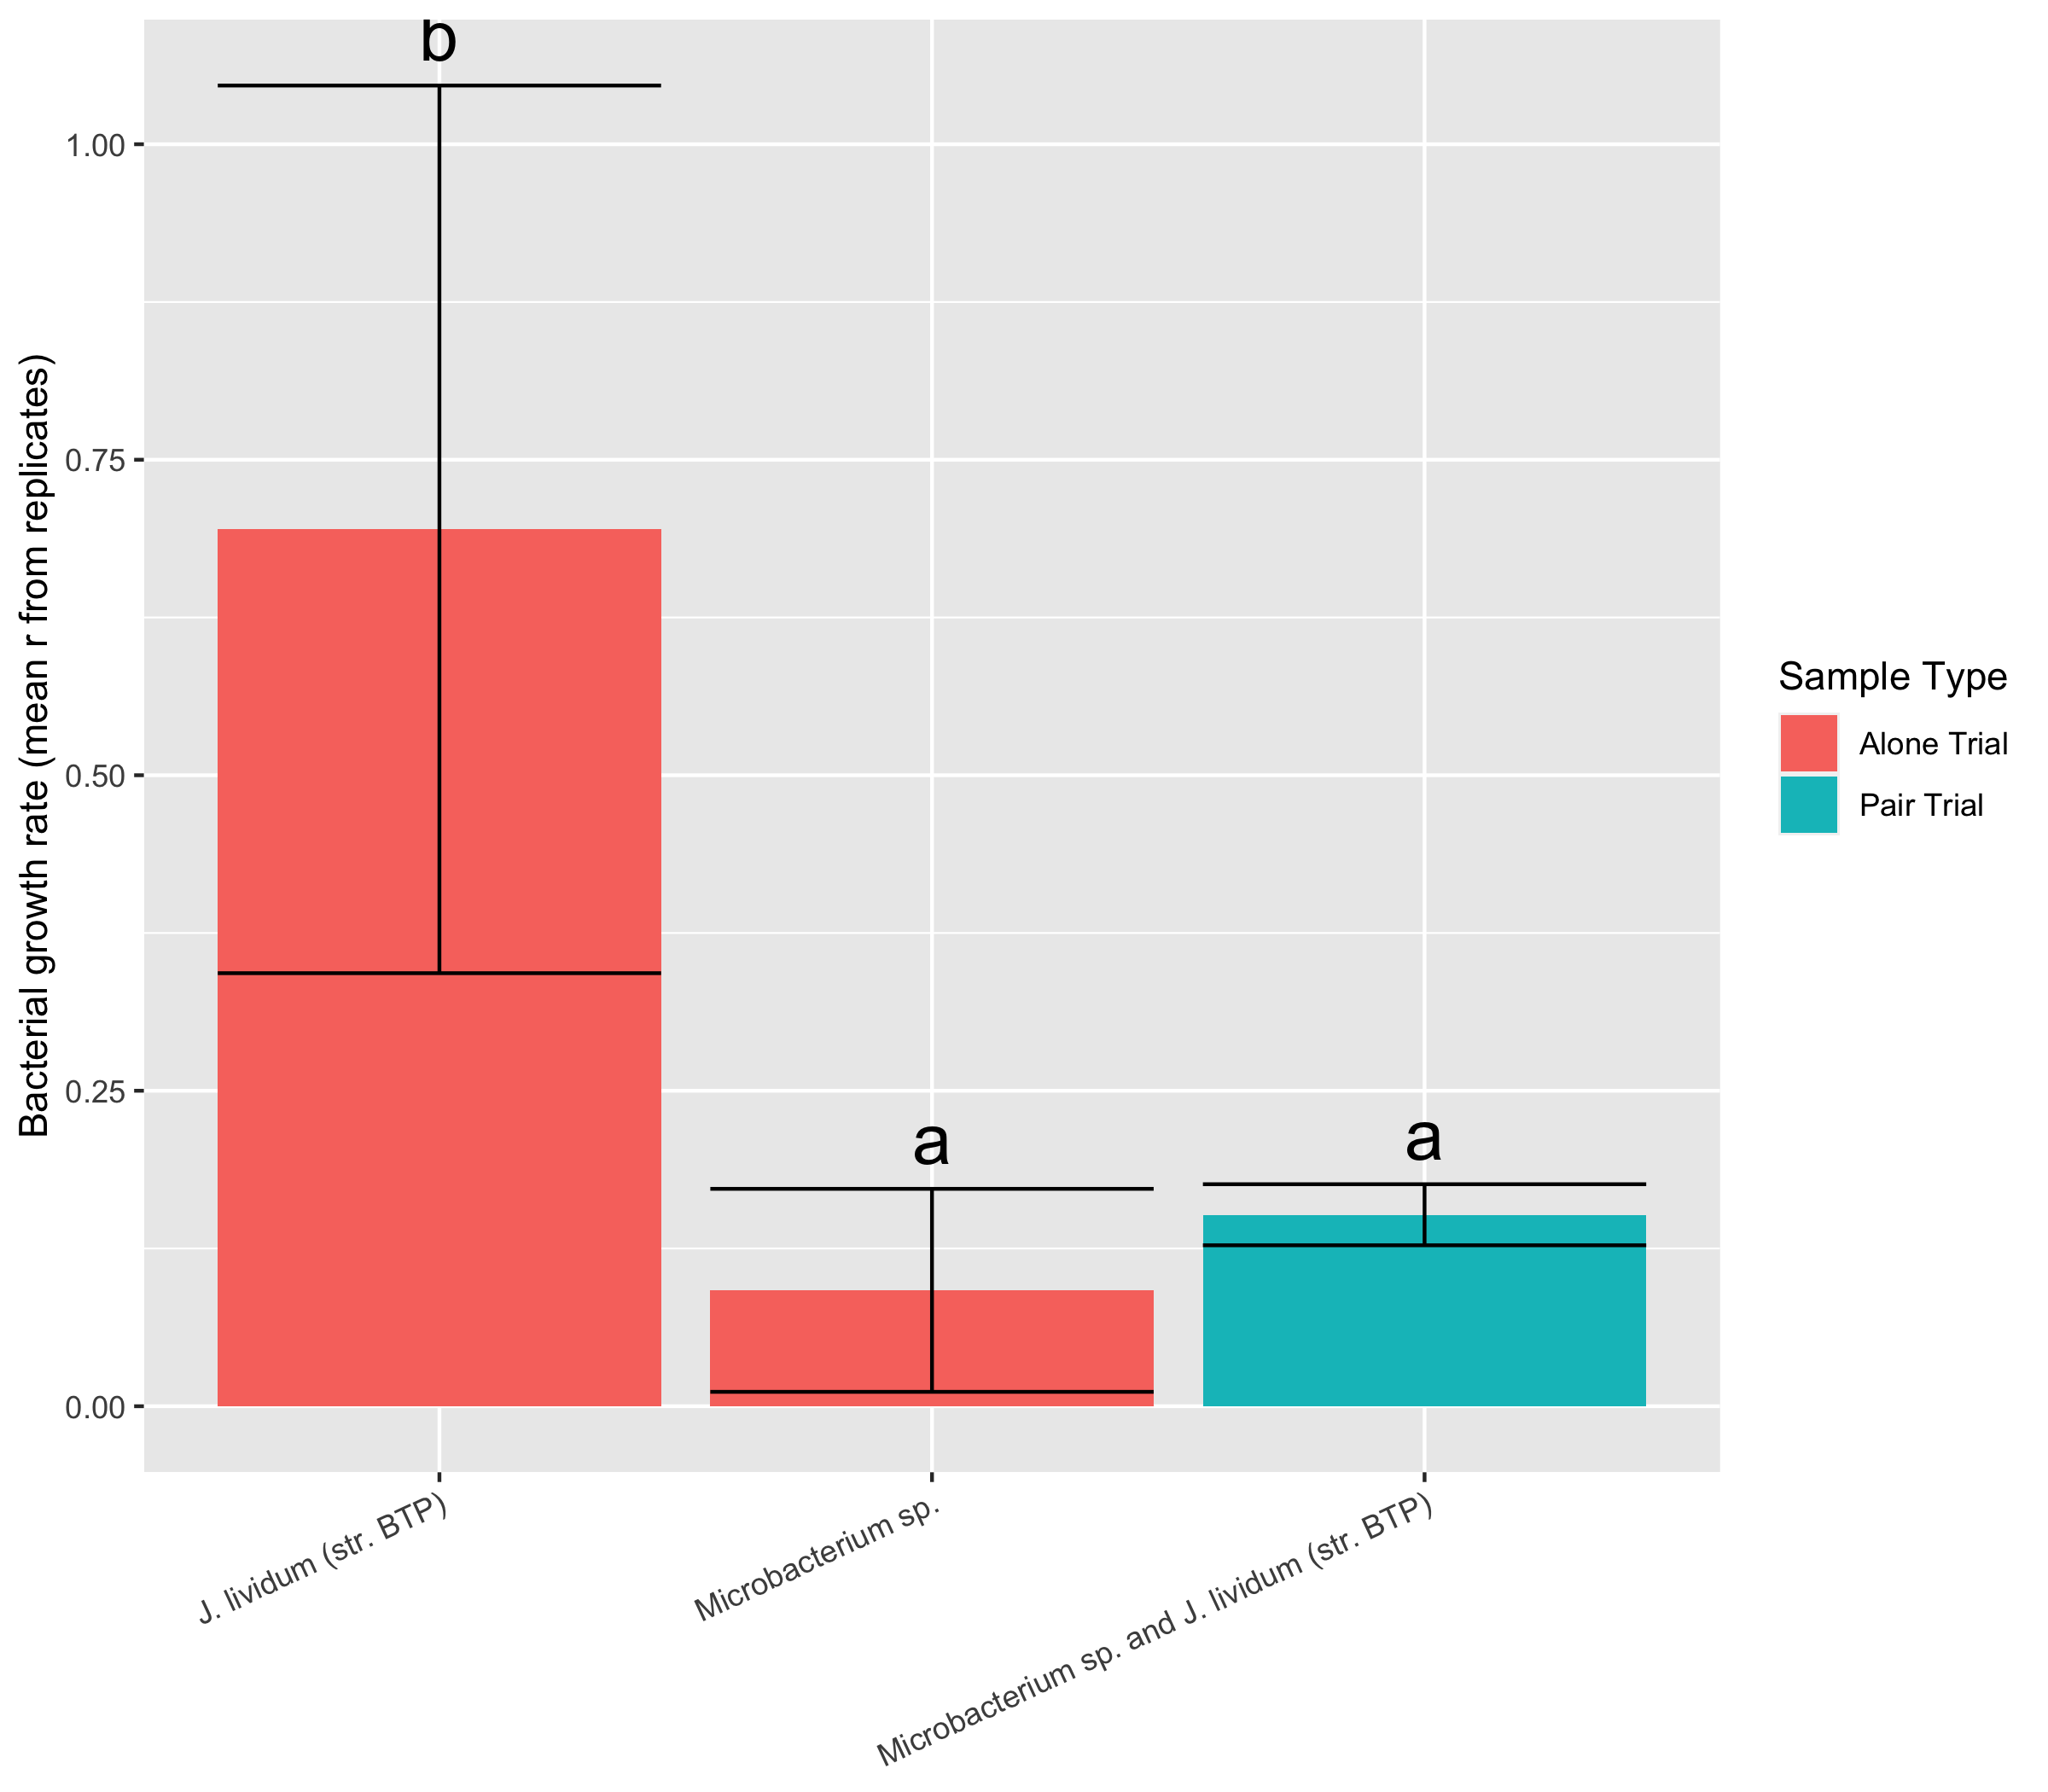 b
1.00
0.75
0.50
0.25
0.00
a
a
Bacterial growth rate (mean r from replicates)
J. lividum (str. BTP)
Microbacterium sp.
Microbacterium sp. and J. lividum (str. BTP)
Sample Type
Alone Trial
Pair Trial